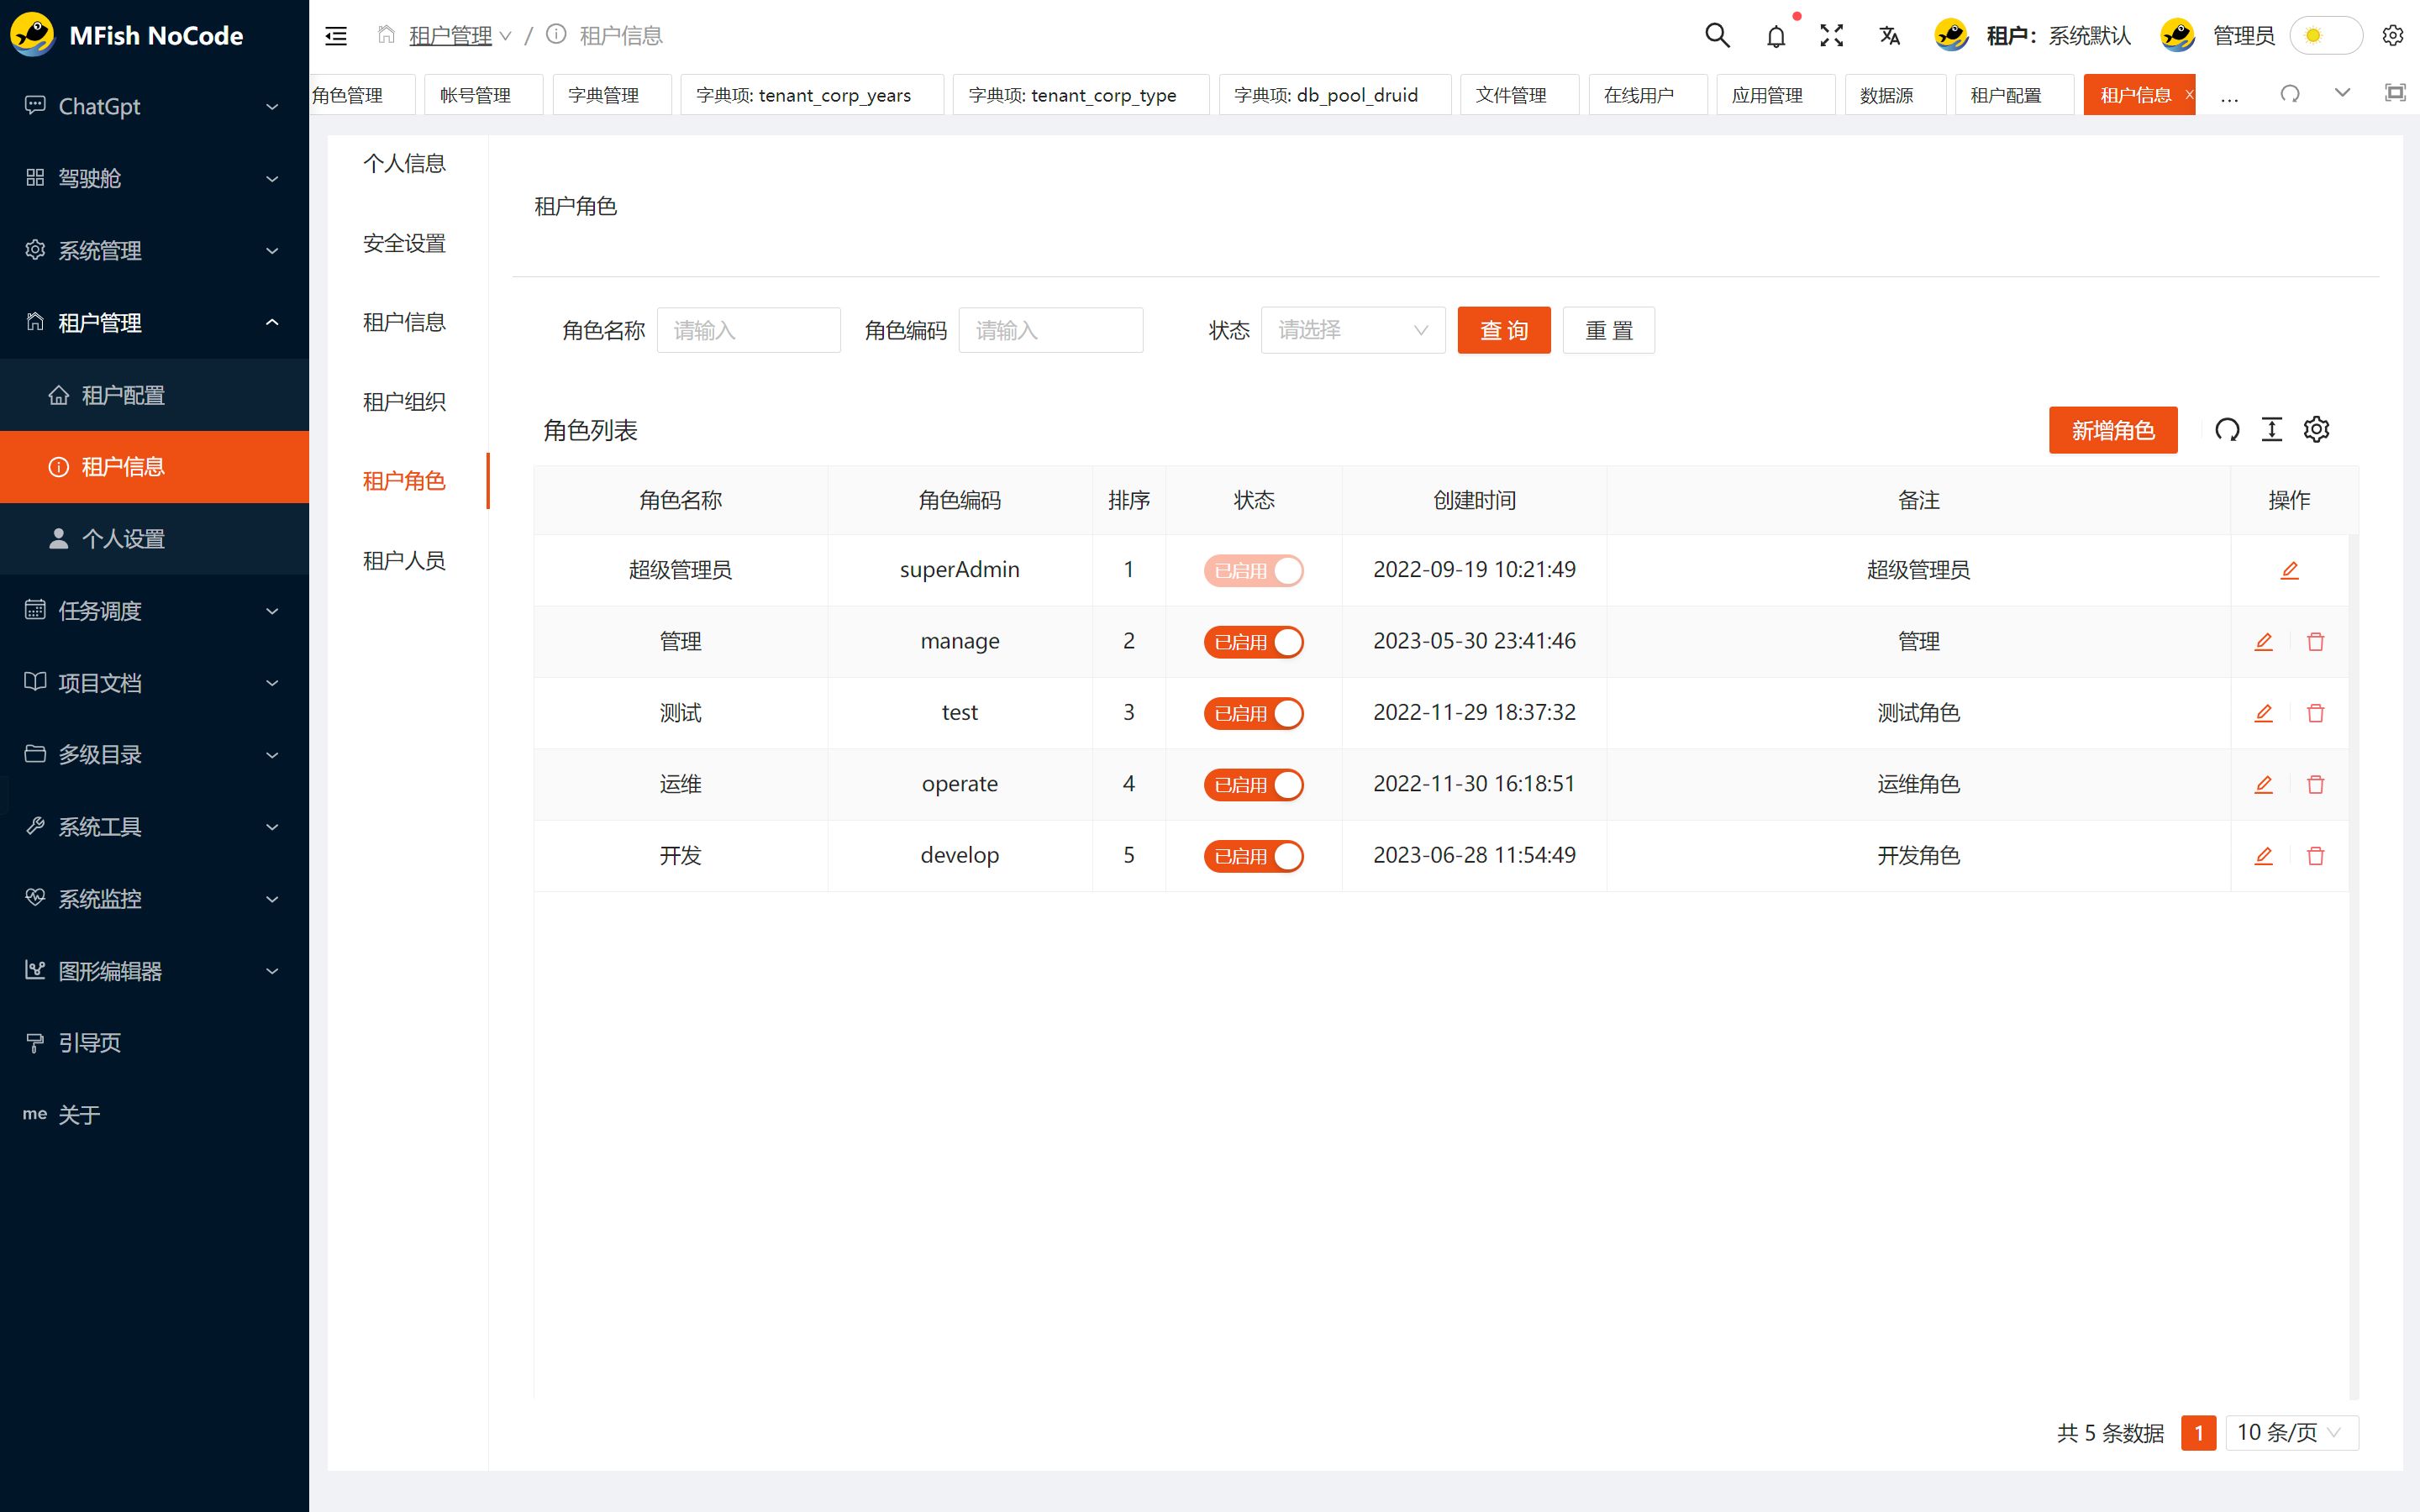 MFish NoCode
租户管理 / 租户信息
租户：系统默认
管理员
角色管理
帐号管理
字典管理
字典项: tenant_corp_years
字典项: tenant_corp_type
字典项: db_pool_druid
文件管理
在线用户
应用管理
数据源
租户配置
租户信息
...
ChatGpt
驾驶舱
系统管理
租户管理
租户配置
租户信息
个人设置
任务调度
项目文档
多级目录
系统工具
系统监控
图形编辑器
引导页
me 关于
个人信息
安全设置
租户信息
租户组织
租户角色
租户人员
租户角色
角色名称 请输入 角色编码 请输入 状态 请选择 查 询 重 置
角色列表 新增角色
角色名称 角色编码 排序 状态 创建时间 备注 操作
超级管理员 superAdmin 1 已启用 2022-09-19 10:21:49 超级管理员
管理 manage 2 已启用 2023-05-30 23:41:46 管理
测试 test 3 已启用 2022-11-29 18:37:32 测试角色
运维 operate 4 已启用 2022-11-30 16:18:51 运维角色
开发 develop 5 已启用 2023-06-28 11:54:49 开发角色
共 5 条数据 1 10 条/页